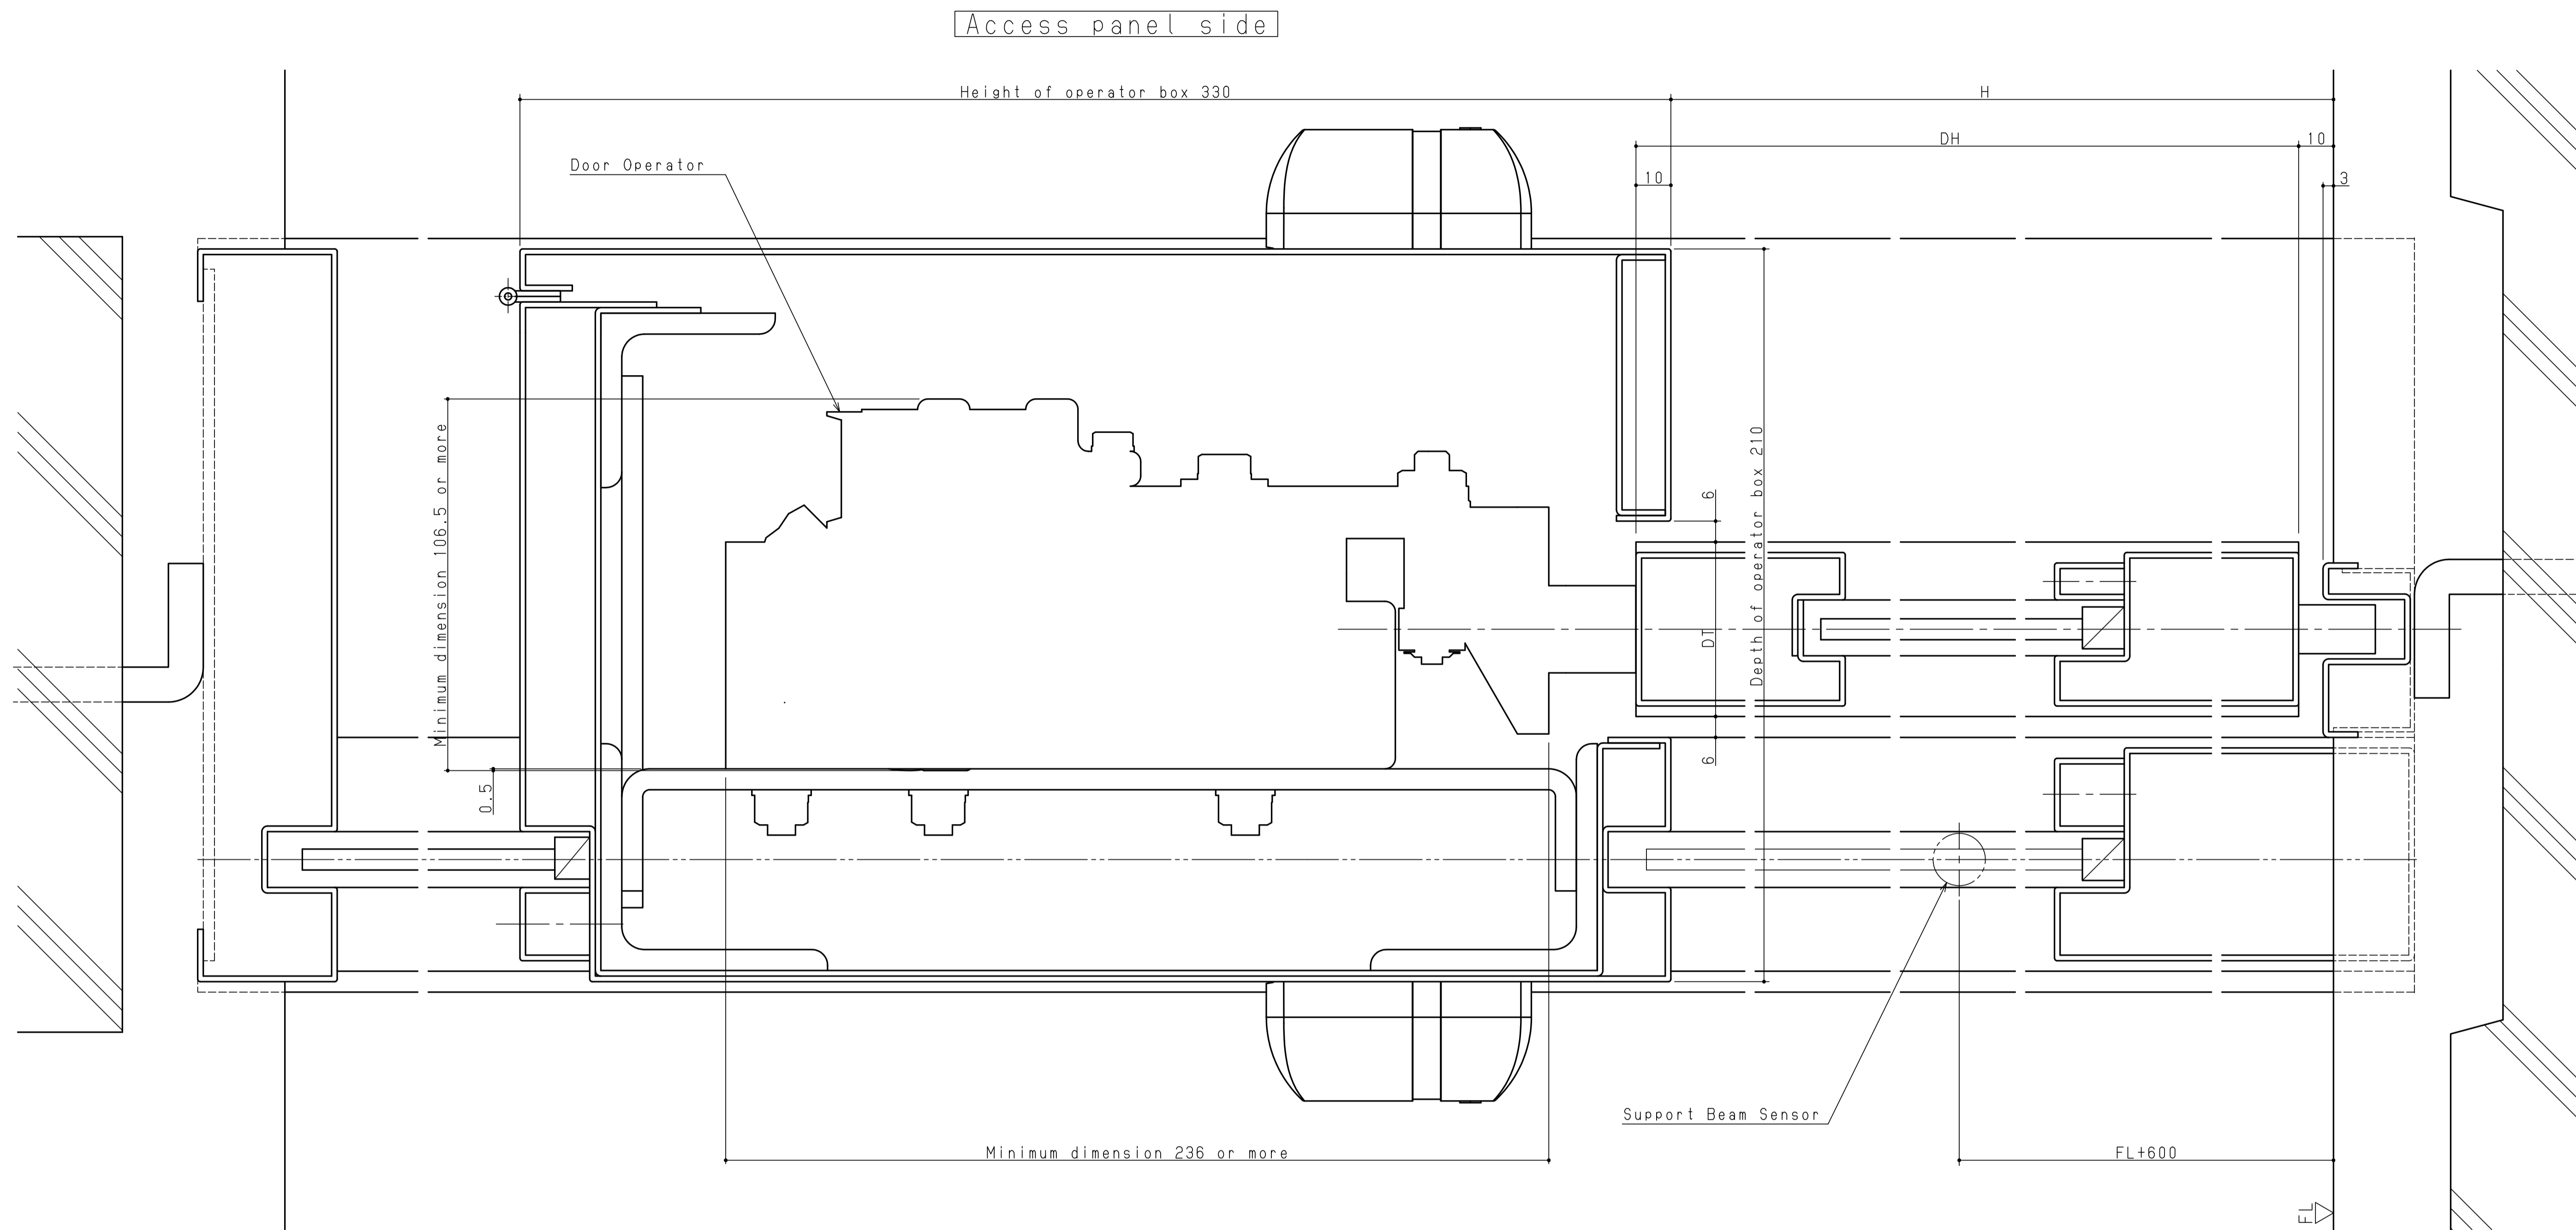 Access panel side
Height of operator box 330
H
DH
10
Door Operator
10
3
Minimum dimension 106.5 or more
6
Depth of operator box 210
DT
6
0.5
Support Beam Sensor
Minimum dimension 236 or more
FL+600
FL